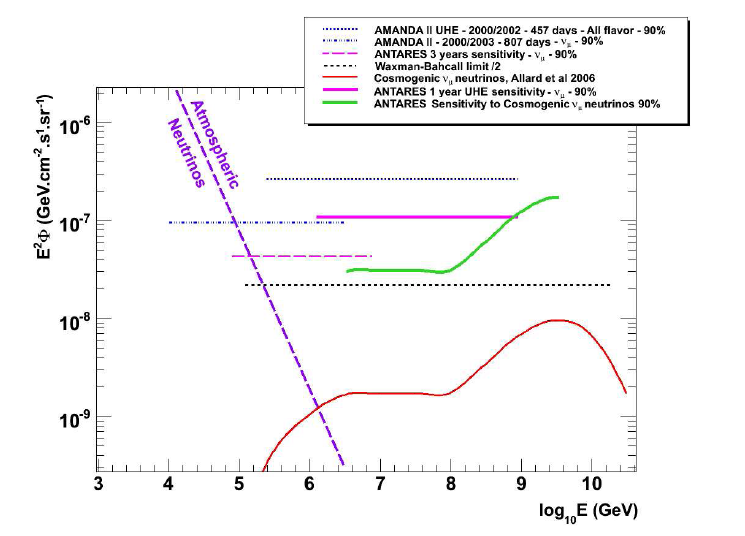 AMANDA II UHE - 2000/2002 - 457 days - All flavor - 90%
AMANDA II - 2000/2003 - 807 days - νμ - 90%
ANTARES 3 years sensitivity - νμ - 90%
Waxman-Bahcall limit /2
Cosmogenic νμ neutrinos, Allard et al 2006
ANTARES 1 year UHE sensitivity - νμ - 90%
ANTARES Sensitivity to Cosmogenic νμ neutrinos 90%
E²Φ (GeV.cm⁻².s¹.sr⁻¹)
10⁻⁶
10⁻⁷
10⁻⁸
10⁻⁹
Atmospheric
Neutrinos
3 4 5 6 7 8 9 10
log₁₀E (GeV)